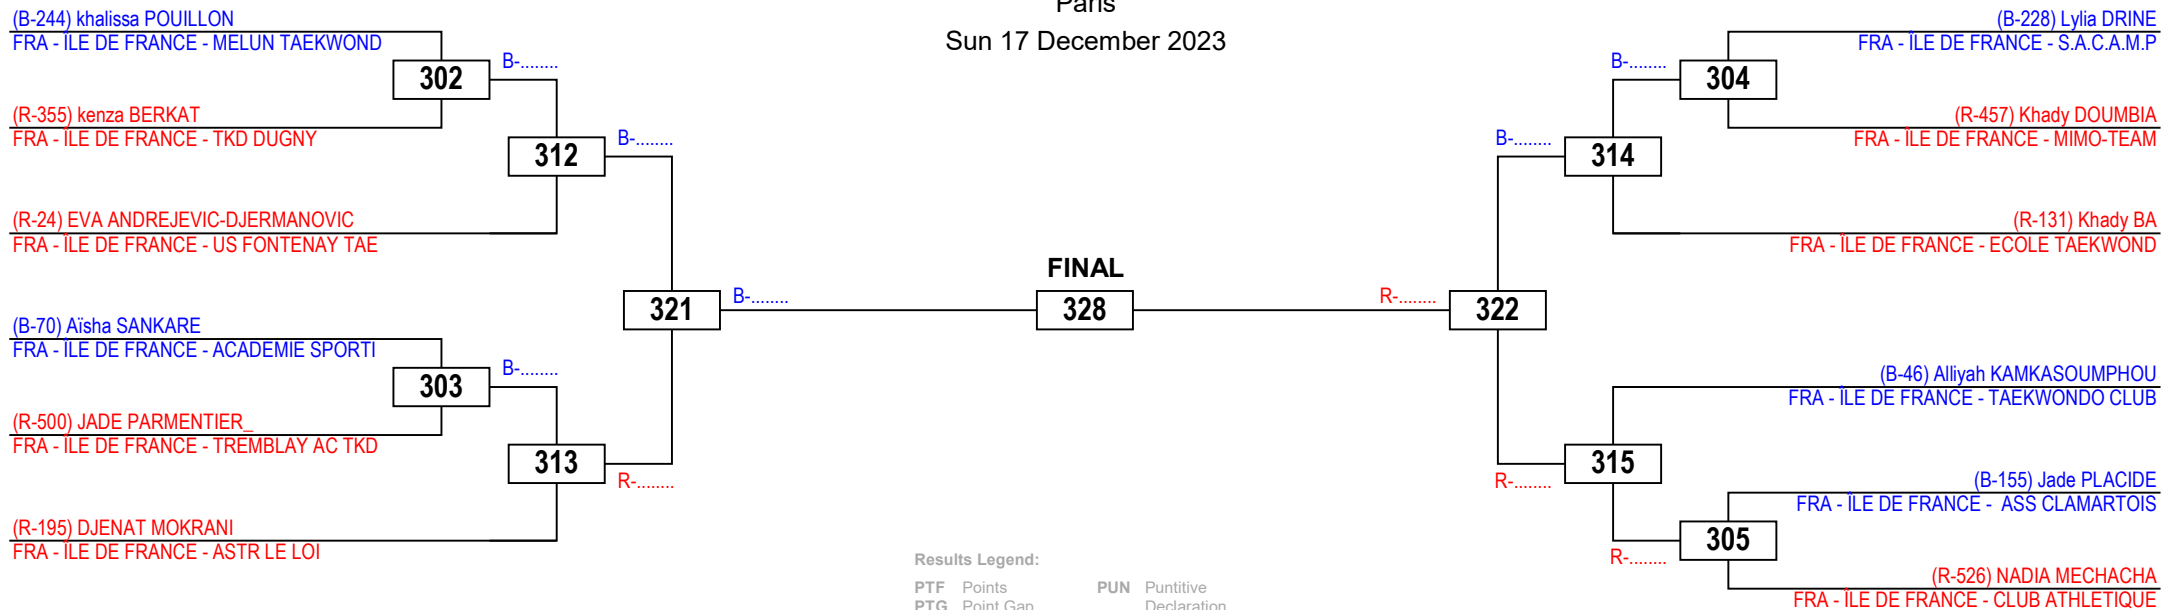 Paris
Sun 17 December 2023
(B-244) khalissa POUILLON
FRA - ÎLE DE FRANCE - MELUN TAEKWOND
302
B-........
(R-355) kenza BERKAT
FRA - ÎLE DE FRANCE - TKD DUGNY
312
B-........
(R-24) EVA ANDREJEVIC-DJERMANOVIC
FRA - ÎLE DE FRANCE - US FONTENAY TAE
321
B-........
(B-70) Aïsha SANKARE
FRA - ÎLE DE FRANCE - ACADEMIE SPORTI
303
B-........
(R-500) JADE PARMENTIER_
FRA - ÎLE DE FRANCE - TREMBLAY AC TKD
313
R-........
(R-195) DJENAT MOKRANI
FRA - ÎLE DE FRANCE - ASTR LE LOI
FINAL
328
(B-228) Lylia DRINE
FRA - ÎLE DE FRANCE - S.A.C.A.M.P
B-........
304
(R-457) Khady DOUMBIA
FRA - ÎLE DE FRANCE - MIMO-TEAM
B-........
314
(R-131) Khady BA
FRA - ÎLE DE FRANCE - ECOLE TAEKWOND
R-........
322
(B-46) Alliyah KAMKASOUMPHOU
FRA - ÎLE DE FRANCE - TAEKWONDO CLUB
315
R-........
(B-155) Jade PLACIDE
FRA - ÎLE DE FRANCE -  ASS CLAMARTOIS
305
R-........
(R-526) NADIA MECHACHA
FRA - ÎLE DE FRANCE - CLUB ATHLETIQUE
Results Legend:
PTF Points
PUN Puntitive
PTG Point Gap
Declaration